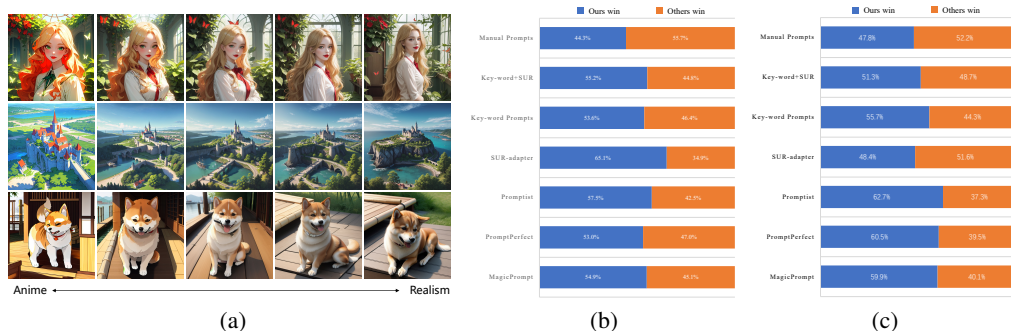 Anime
Realism
(a)
Ours win
Others win
Manual Prompts
44.3%
55.7%
Key-word+SUR
55.2%
44.8%
Key-word Prompts
53.6%
46.4%
SUR-adapter
65.1%
34.9%
Promptist
57.5%
42.5%
PromptPerfect
53.0%
47.0%
MagicPrompt
54.9%
45.1%
(b)
Ours win
Others win
Manual Prompts
47.8%
52.2%
Key-word+SUR
51.3%
48.7%
Key-word Prompts
55.7%
44.3%
SUR-adapter
48.4%
51.6%
Promptist
62.7%
37.3%
PromptPerfect
60.5%
39.5%
MagicPrompt
59.9%
40.1%
(c)